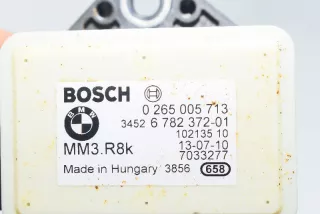 BOSCH
0 265 005 713
BMW
3452 6 782 372-01
102135 10
MM3.R8k
13-07-10
7033277
Made in Hungary 3856 658